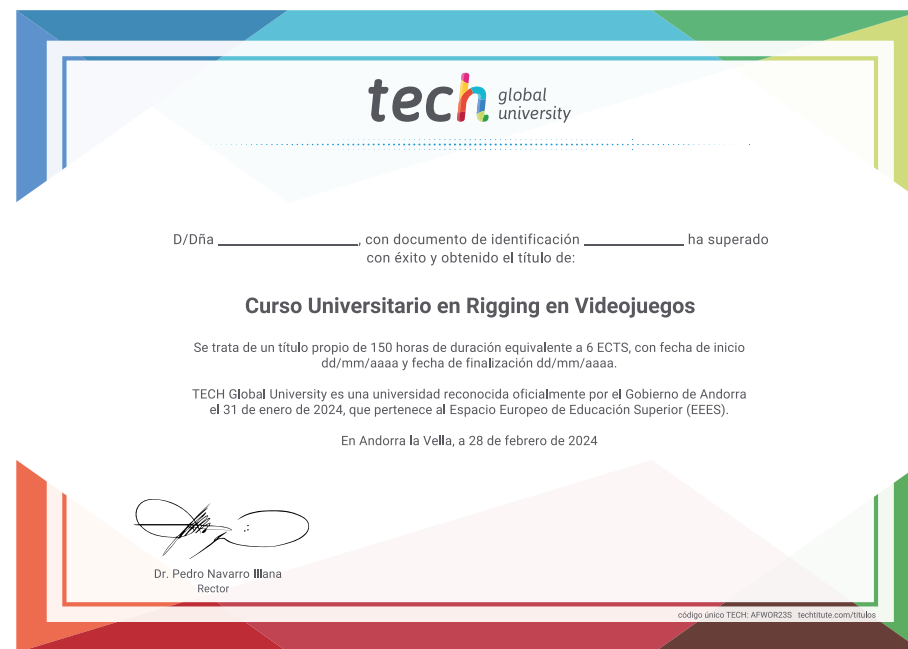 tech global university
D/Dña ______________, con documento de identificación __________ ha superado
con éxito y obtenido el título de:
Curso Universitario en Rigging en Videojuegos
Se trata de un título propio de 150 horas de duración equivalente a 6 ECTS, con fecha de inicio
dd/mm/aaaa y fecha de finalización dd/mm/aaaa.
TECH Global University es una universidad reconocida oficialmente por el Gobierno de Andorra
el 31 de enero de 2024, que pertenece al Espacio Europeo de Educación Superior (EEES).
En Andorra la Vella, a 28 de febrero de 2024
Dr. Pedro Navarro Illana
Rector
código único TECH: AFWOR23S techtitute.com/titulos